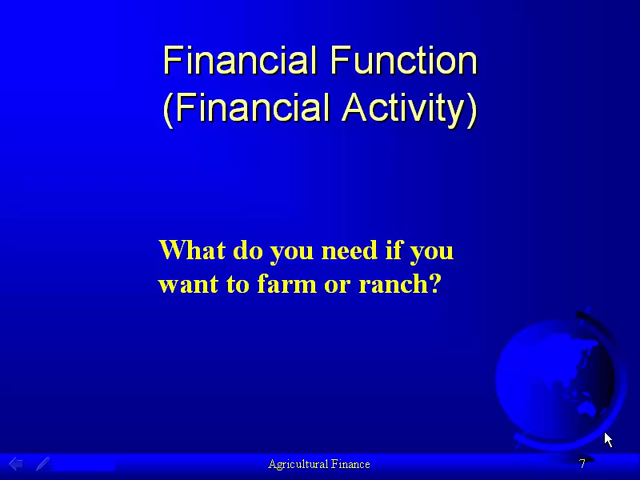 Financial Function
(Financial Activity)
What do you need if you
want to farm or ranch?
Agricultural Finance
7